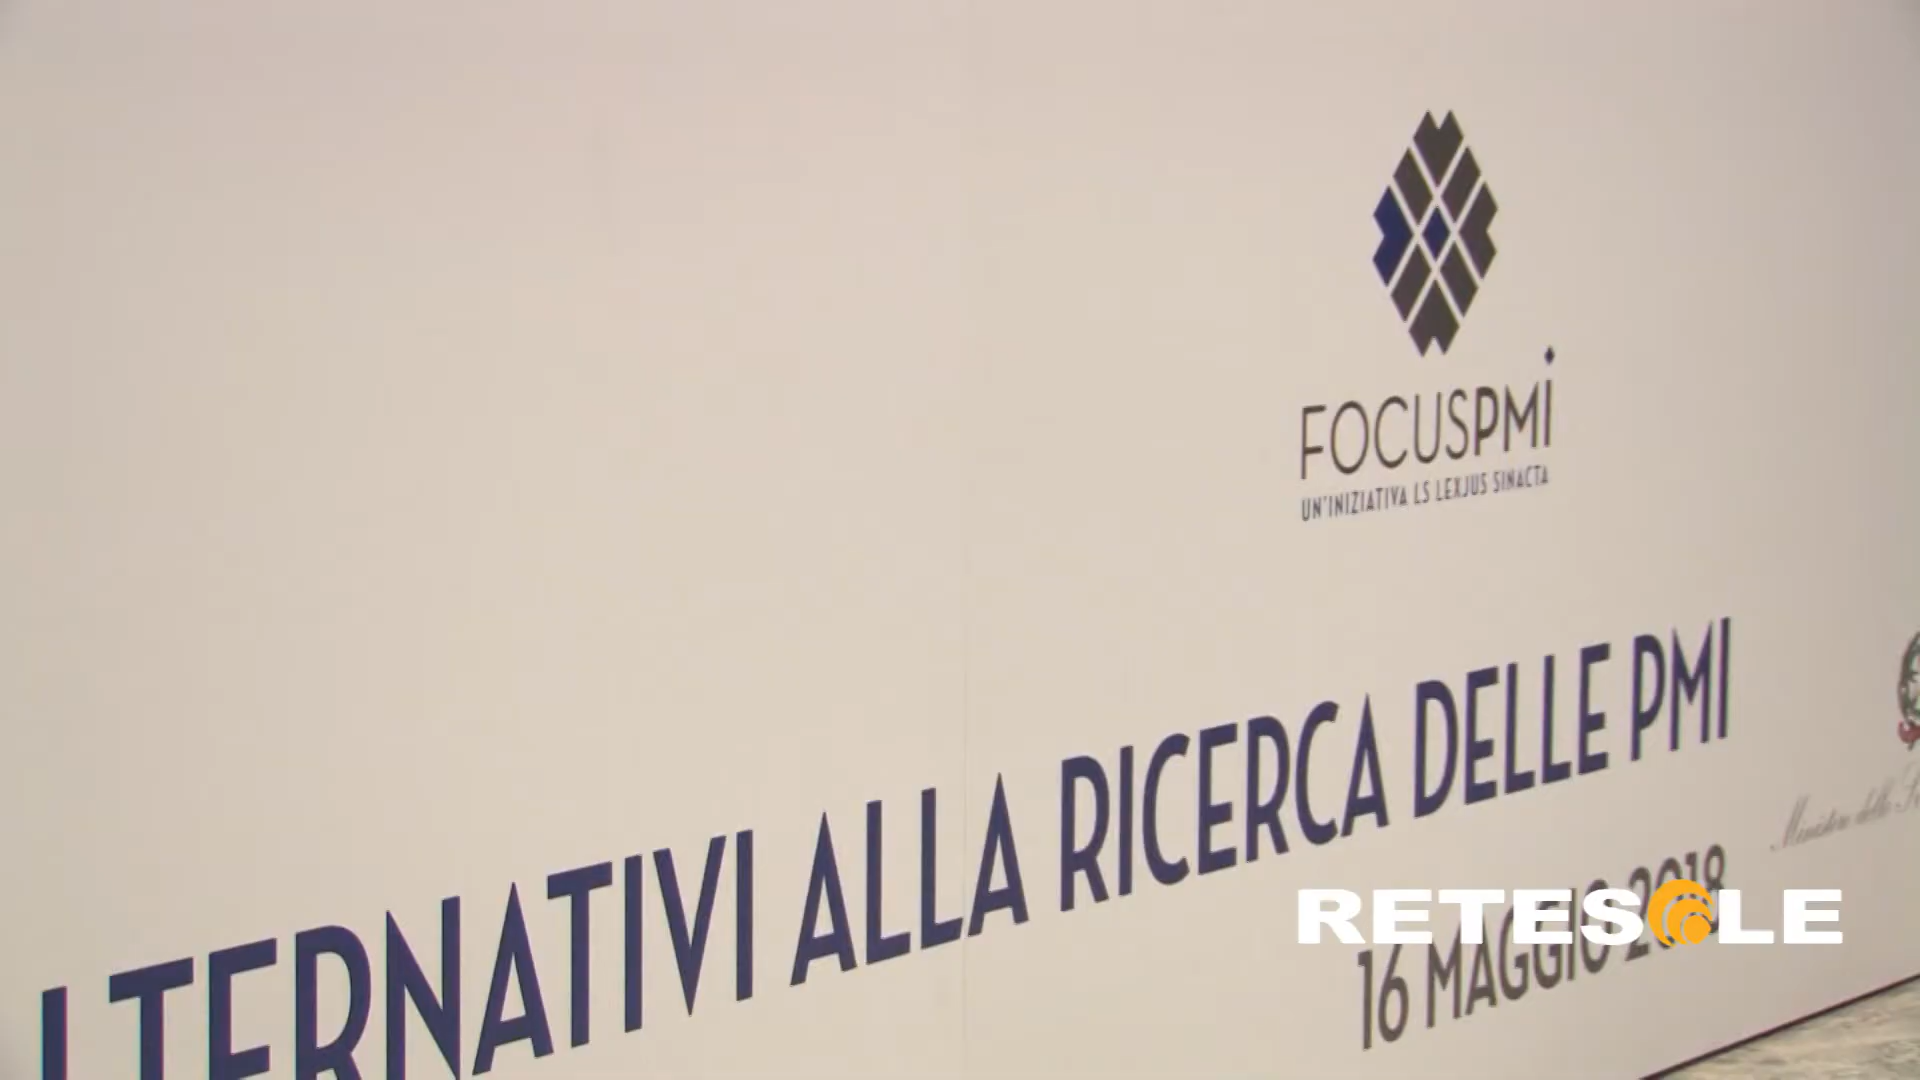 FOCUSPMI
UN'INIZIATIVA LS LEXJUS SINACTA
LTERNATIVI ALLA RICERCA DELLE PMI
16 MAGGIO 2018
RETESOLE